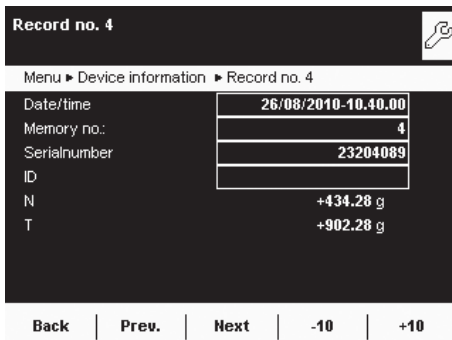 Record no. 4
Menu ▸ Device information ▸ Record no. 4
Date/time 26/08/2010-10.40.00
Memory no.: 4
Serialnumber 23204089
ID
N +434.28 g
T +902.28 g
Back Prev. Next -10 +10